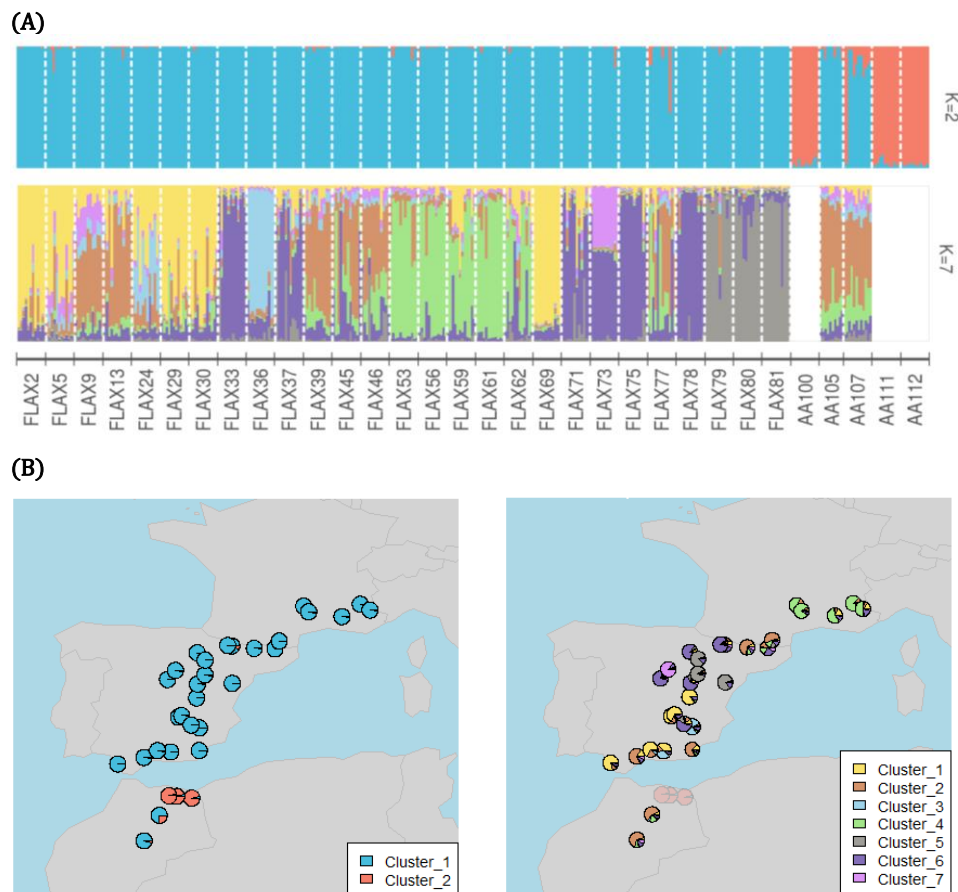 (A)
K=2
K=7
FLAX2
FLAX5
FLAX9
FLAX13
FLAX24
FLAX29
FLAX30
FLAX33
FLAX36
FLAX37
FLAX39
FLAX45
FLAX46
FLAX53
FLAX56
FLAX59
FLAX61
FLAX62
FLAX69
FLAX71
FLAX73
FLAX75
FLAX77
FLAX78
FLAX79
FLAX80
FLAX81
AA100
AA105
AA107
AA111
AA112
(B)
Cluster_1
Cluster_2
Cluster_1
Cluster_2
Cluster_3
Cluster_4
Cluster_5
Cluster_6
Cluster_7